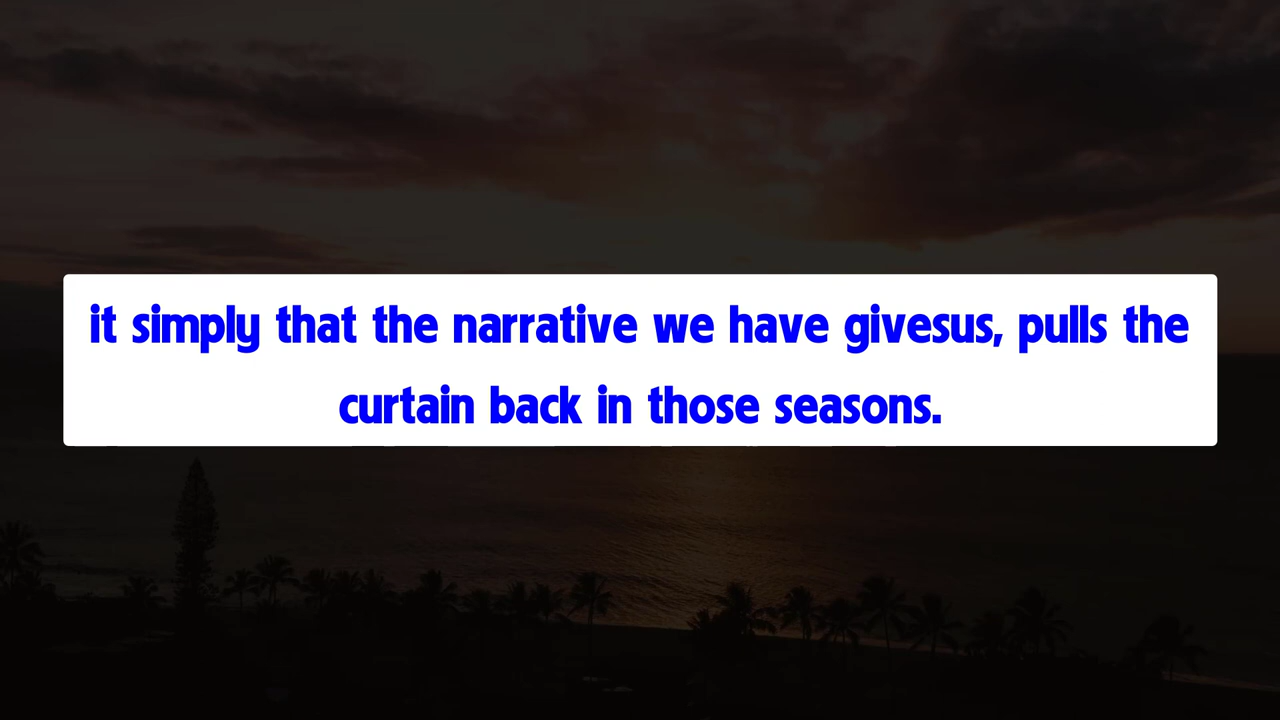 it simply that the narrative we have givesus, pulls the
curtain back in those seasons.